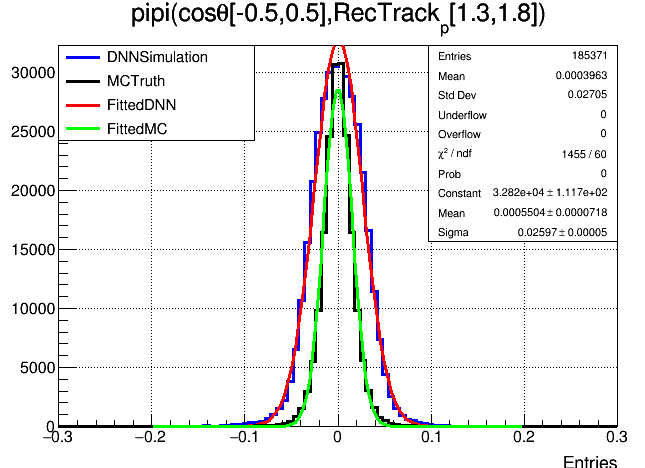 pipi(cosθ[-0.5,0.5],RecTrack_p[1.3,1.8])
DNNSimulation
MCTruth
FittedDNN
FittedMC
Entries 185371
Mean 0.0003963
Std Dev 0.02705
Underflow 0
Overflow 0
χ² / ndf 1455 / 60
Prob 0
Constant 3.282e+04 ± 1.117e+02
Mean 0.0005504 ± 0.0000718
Sigma 0.02597 ± 0.00005
30000
25000
20000
15000
10000
5000
0
−0.3 −0.2 −0.1 0 0.1 0.2 0.3
Entries